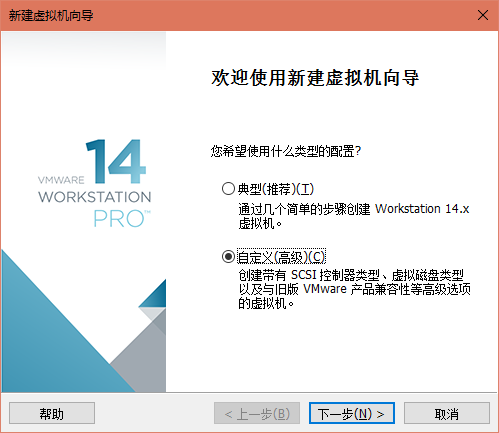 新建虚拟机向导
欢迎使用新建虚拟机向导
VMWARE 14
WORKSTATION
PRO™
您希望使用什么类型的配置?
典型(推荐)(T)
通过几个简单的步骤创建 Workstation 14.x
虚拟机。
自定义(高级)(C)
创建带有 SCSI 控制器类型、虚拟磁盘类型
以及与旧版 VMware 产品兼容性等高级选项
的虚拟机。
帮助
< 上一步(B)
下一步(N) >
取消